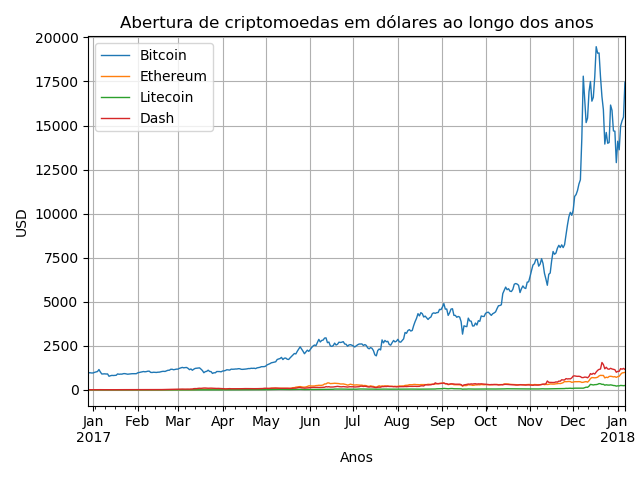 Abertura de criptomoedas em dólares ao longo dos anos
Bitcoin
Ethereum
Litecoin
Dash
20000
17500
15000
12500
10000
7500
5000
2500
0
USD
Jan Feb Mar Apr May Jun Jul Aug Sep Oct Nov Dec Jan
2017 2018
Anos